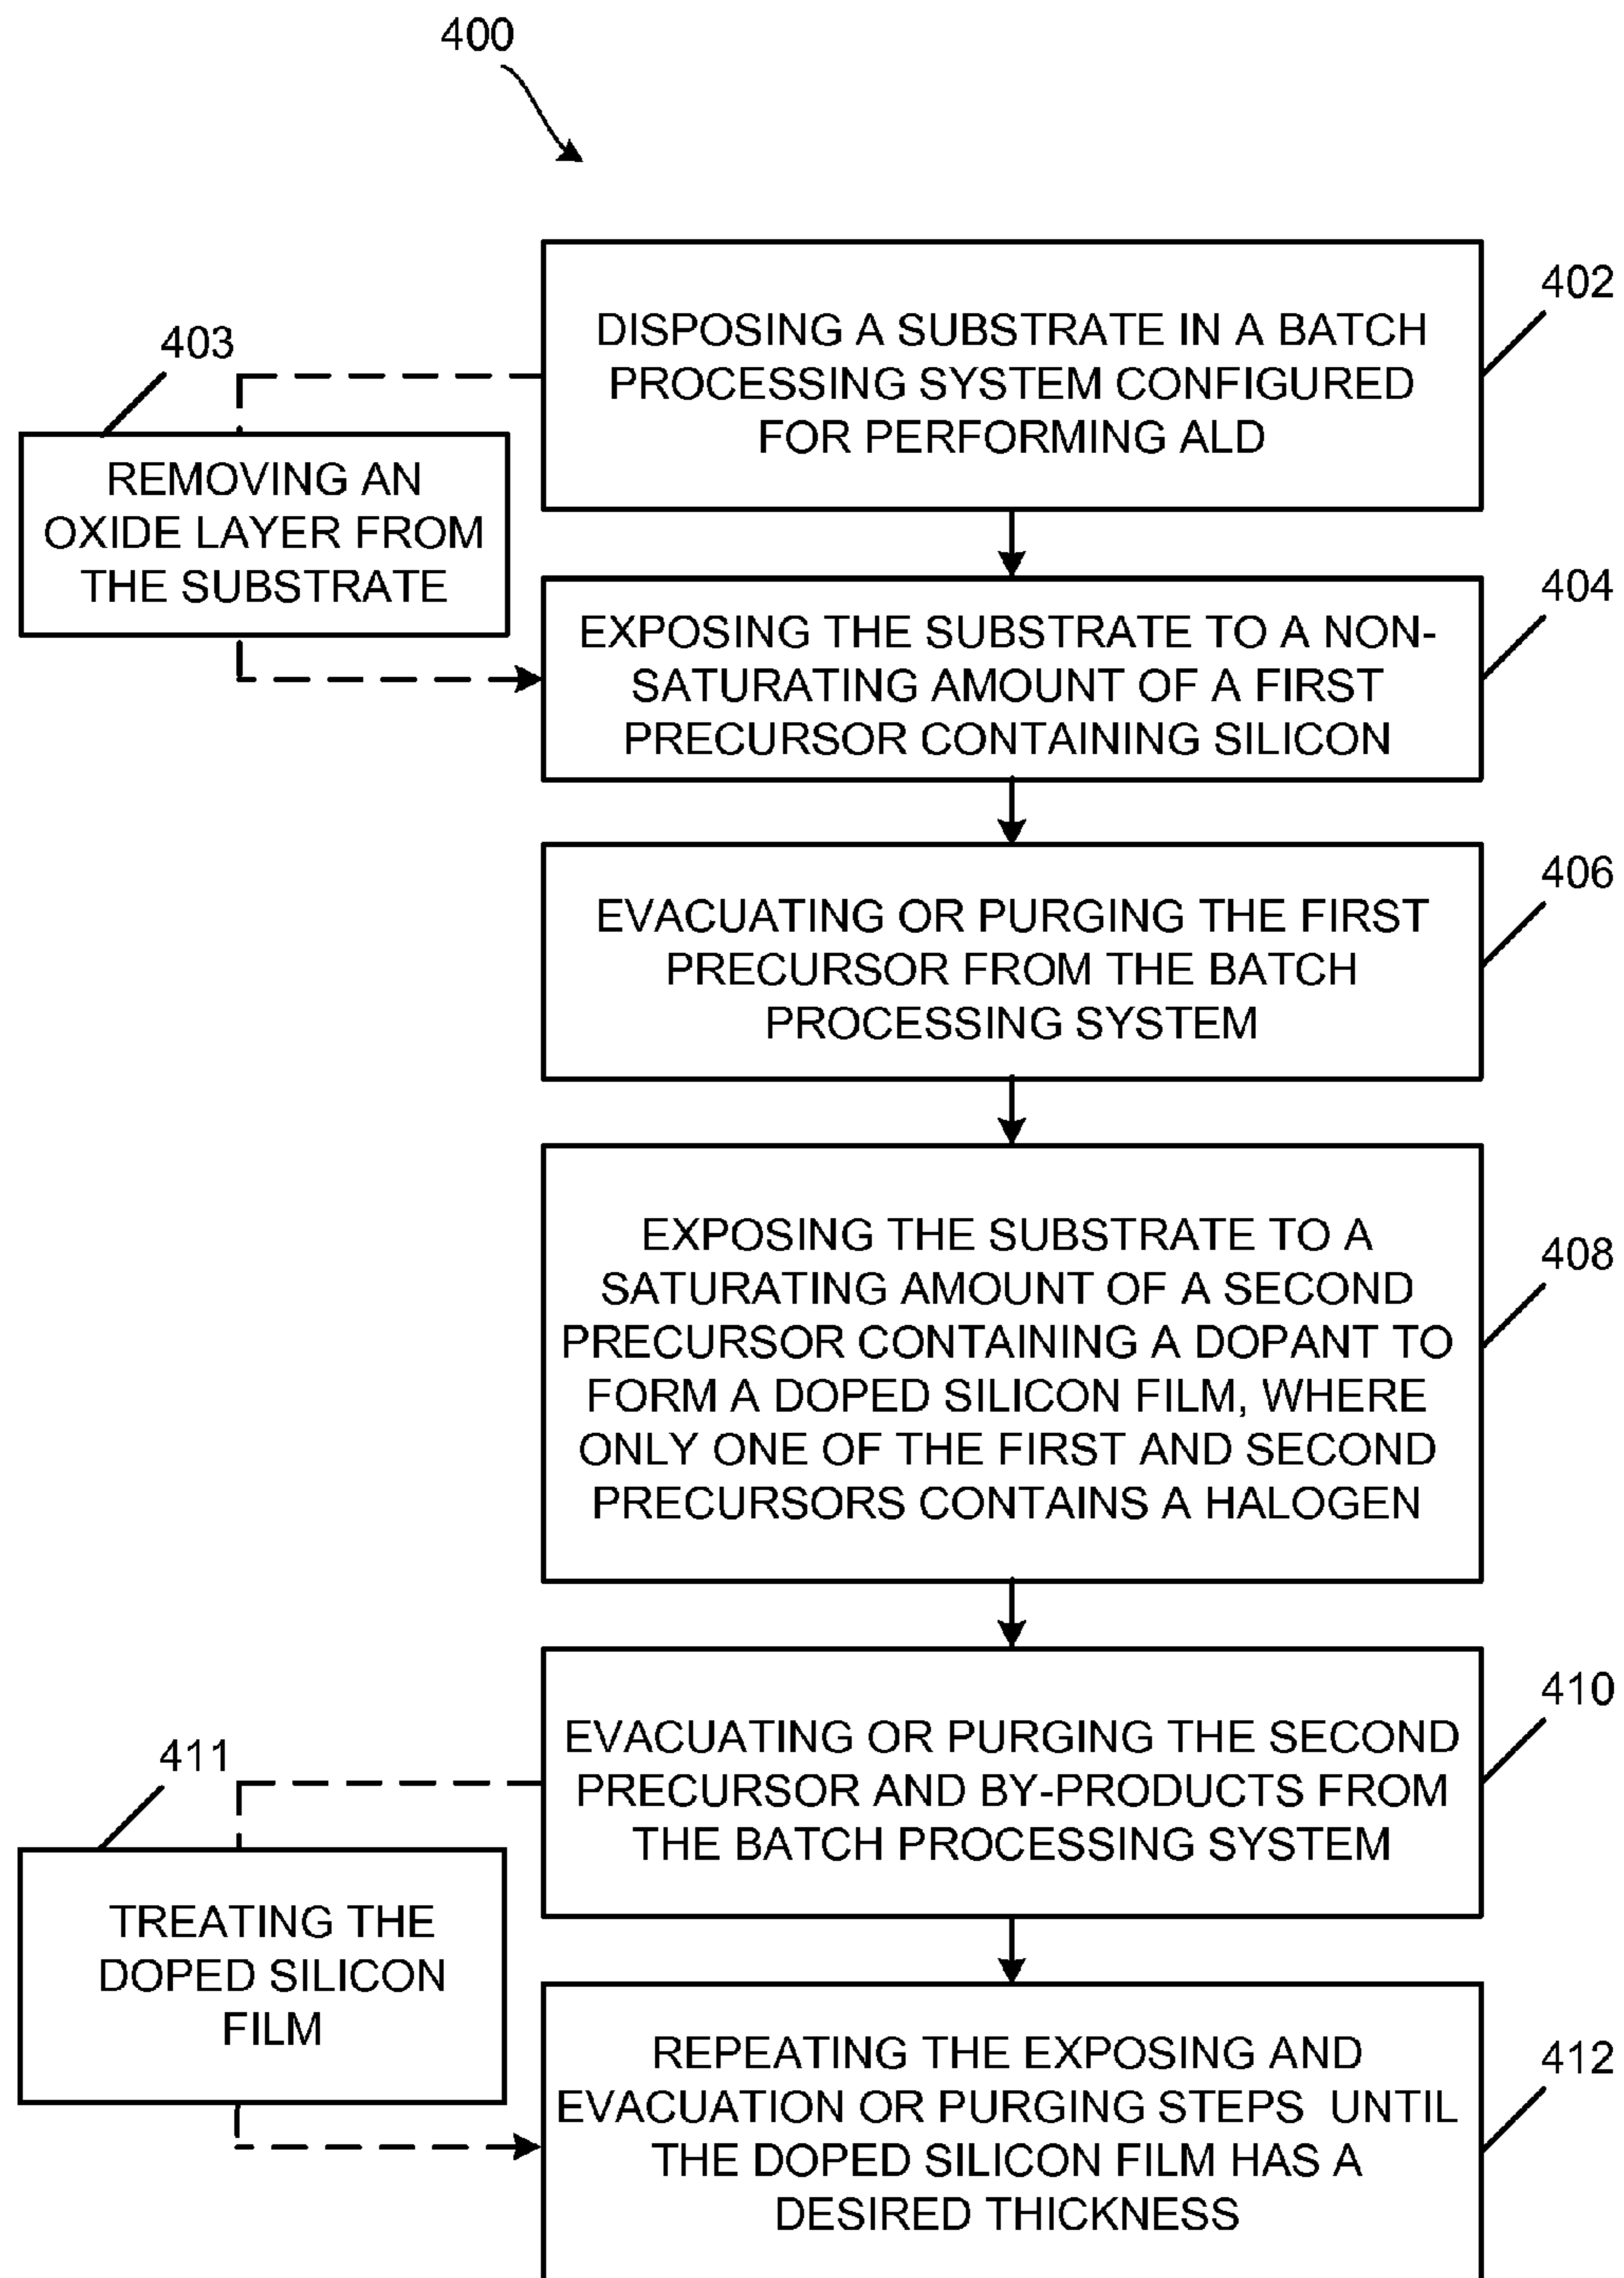 400
402
DISPOSING A SUBSTRATE IN A BATCH
PROCESSING SYSTEM CONFIGURED
FOR PERFORMING ALD
403
REMOVING AN
OXIDE LAYER FROM
THE SUBSTRATE
404
EXPOSING THE SUBSTRATE TO A NON-
SATURATING AMOUNT OF A FIRST
PRECURSOR CONTAINING SILICON
406
EVACUATING OR PURGING THE FIRST
PRECURSOR FROM THE BATCH
PROCESSING SYSTEM
408
EXPOSING THE SUBSTRATE TO A
SATURATING AMOUNT OF A SECOND
PRECURSOR CONTAINING A DOPANT TO
FORM A DOPED SILICON FILM, WHERE
ONLY ONE OF THE FIRST AND SECOND
PRECURSORS CONTAINS A HALOGEN
410
EVACUATING OR PURGING THE SECOND
PRECURSOR AND BY-PRODUCTS FROM
THE BATCH PROCESSING SYSTEM
411
TREATING THE
DOPED SILICON
FILM
412
REPEATING THE EXPOSING AND
EVACUATION OR PURGING STEPS UNTIL
THE DOPED SILICON FILM HAS A
DESIRED THICKNESS